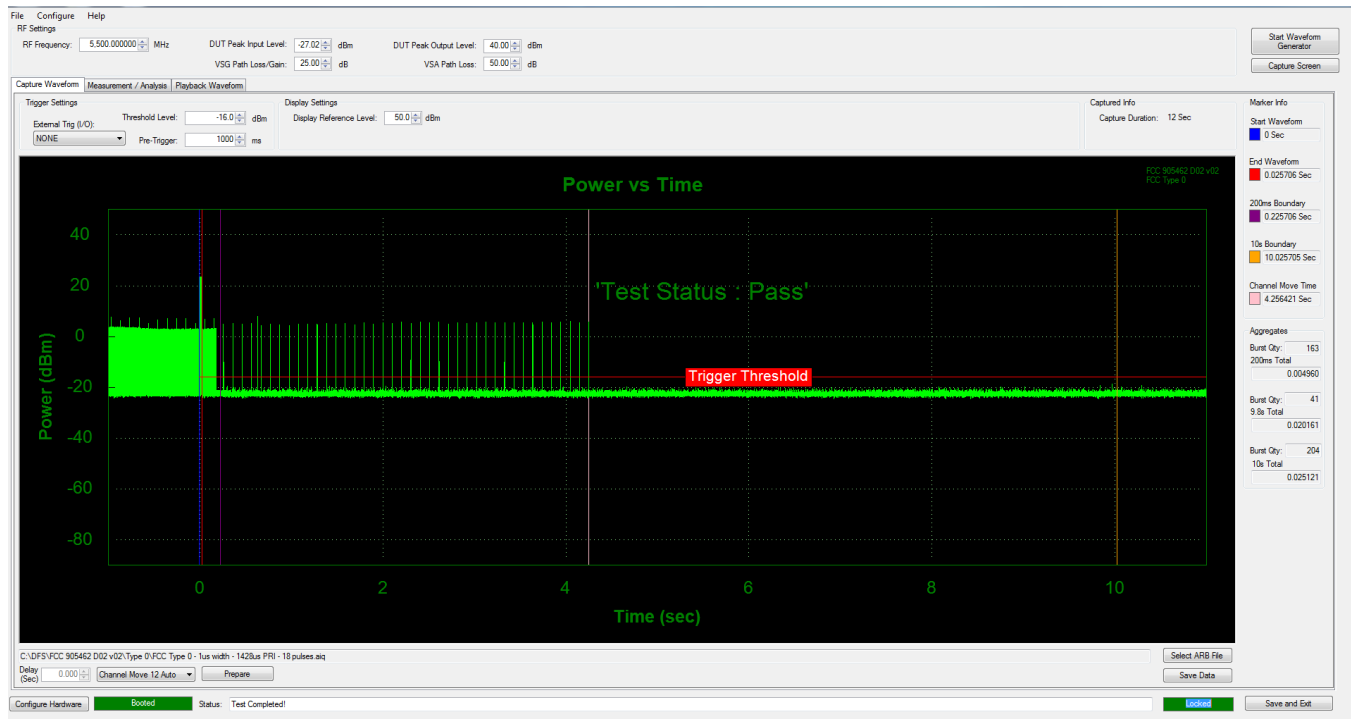 File Configure Help
RF Settings
RF Frequency: 5,500.000000 MHz DUT Peak Input Level: -27.02 dBm DUT Peak Output Level: 40.00 dBm
VSG Path Loss/Gain: 25.00 dB VSA Path Loss: 50.00 dB
Start Waveform Generator
Capture Screen
Capture Waveform Measurement / Analysis Playback Waveform
Trigger Settings
External Trig (I/O): Threshold Level: -16.0 dBm
NONE Pre-Trigger: 1000 ms
Display Settings
Display Reference Level: 50.0 dBm
Captured Info
Capture Duration: 12 Sec
Marker Info
Start Waveform
0 Sec
End Waveform
0.025706 Sec
200ms Boundary
0.225706 Sec
10s Boundary
10.025705 Sec
Channel Move Time
4.256421 Sec
Aggregates
Burst Qty: 163
200ms Total
0.004960
Burst Qty: 41
9.8s Total
0.020161
Burst Qty: 204
10s Total
0.025121
Power vs Time
FCC 905462 D02 v02
FCC Type 0
'Test Status : Pass'
Trigger Threshold
Power (dBm)
40
20
0
-20
-40
-60
-80
0 2 4 6 8 10
Time (sec)
C:\DFS\FCC 905462 D02 v02\Type 0\FCC Type 0 - 1us width - 1428us PRI - 18 pulses.aiq
Select ARB File
Delay (Sec) 0.000 Channel Move 12 Auto Prepare
Save Data
Configure Hardware Booted Status: Test Completed! Locked Save and Exit